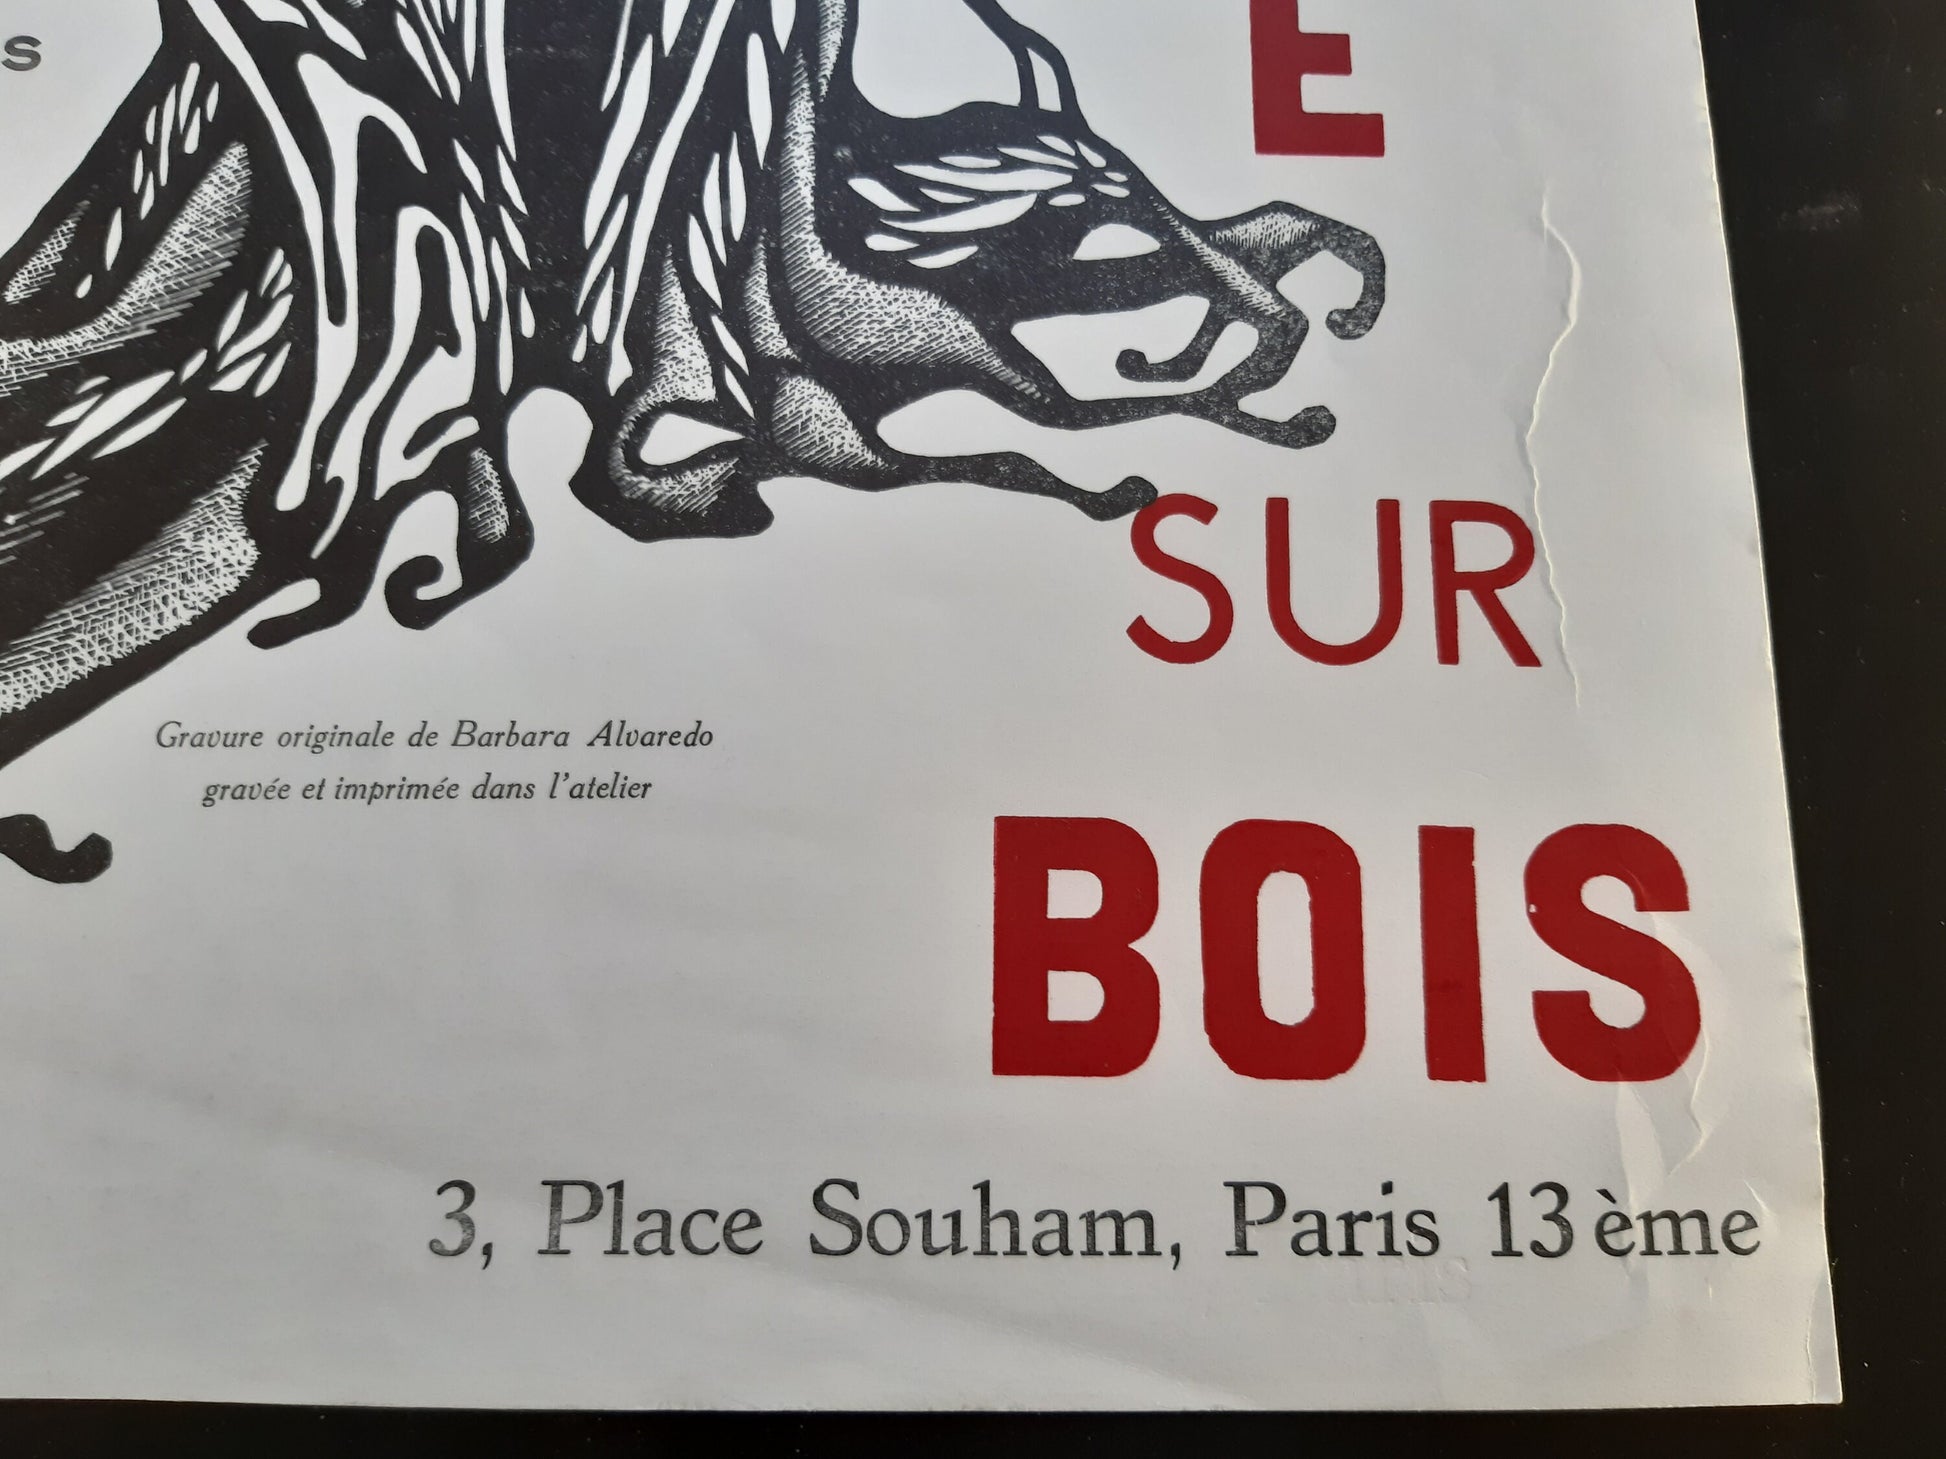 s
E
SUR
Gravure originale de Barbara Alvaredo
gravée et imprimée dans l'atelier
BOIS
3, Place Souham, Paris 13ème